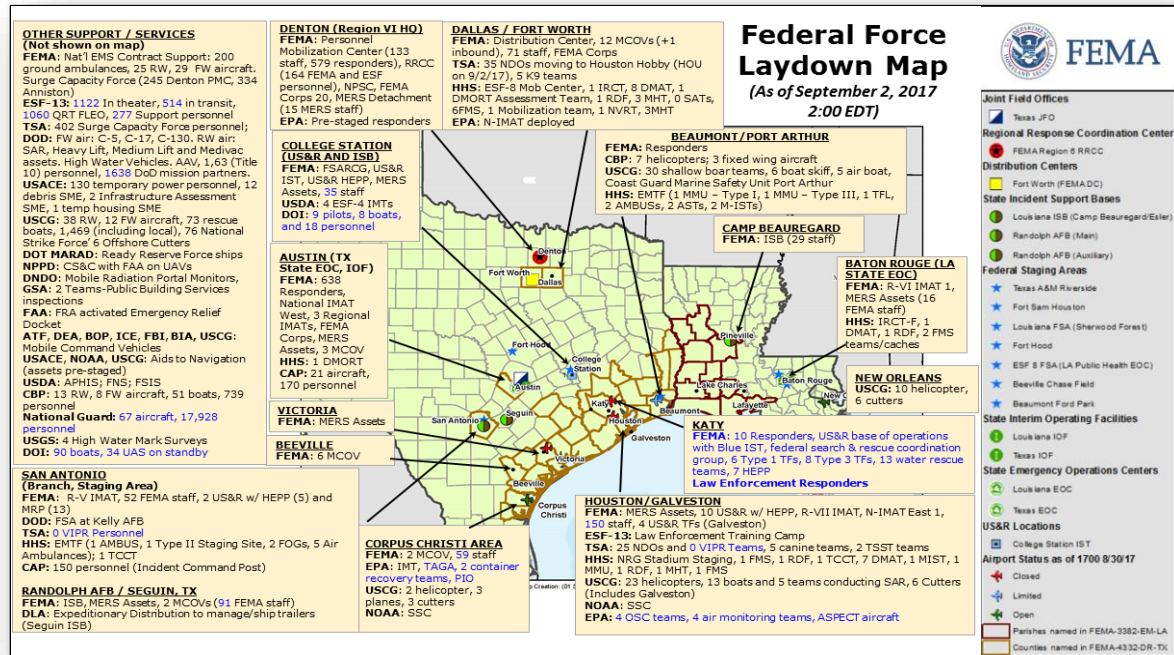 OTHER SUPPORT / SERVICES
(Not shown on map)
FEMA: Nat'l EMS Contract Support: 200
ground ambulances, 25 RW, 29 FW aircraft.
Surge Capacity Force (245 Denton PMC, 334
Anniston)
ESF-13: 1122 In theater, 514 in transit,
1060 QRT FLEO, 277 Support personnel
TSA: 402 Surge Capacity Force personnel;
DOD: FW air: C-5, C-17, C-130. RW air:
SAR, Heavy Lift, Medium Lift and Medivac
assets. High Water Vehicles. AAV, 1,63 (Title
10) personnel, 1638 DoD mission partners.
USACE: 130 temporary power personnel, 12
debris SME, 2 Infrastructure Assessment
SME, 1 temp housing SME
USCG: 38 RW, 12 FW aircraft, 73 rescue
boats, 1,469 (including local), 76 National
Strike Force' 6 Offshore Cutters
DOT MARAD: Ready Reserve Force ships
NPPD: CS&C with FAA on UAVs
DNDO: Mobile Radiation Portal Monitors,
GSA: 2 Teams-Public Building Services
inspections
FAA: FRA activated Emergency Relief
Docket
ATF, DEA, BOP, ICE, FBI, BIA, USCG:
Mobile Command Vehicles
USACE, NOAA, USCG: Aids to Navigation
(assets pre-staged)
USDA: APHIS; FNS; FSIS
CBP: 13 RW, 8 FW aircraft, 51 boats, 739
personnel
National Guard: 67 aircraft, 17,928
personnel
USGS: 4 High Water Mark Surveys
DOI: 90 boats, 34 UAS on standby
SAN ANTONIO
(Branch, Staging Area)
FEMA: R-V IMAT, 52 FEMA staff, 2 US&R w/ HEPP (5) and
MRP (13)
DOD: FSA at Kelly AFB
TSA: 0 VIPR Personnel
HHS: EMTF (1 AMBUS, 1 Type II Staging Site, 2 FOGs, 5 Air
Ambulances); 1 TCCT
CAP: 150 personnel (Incident Command Post)
RANDOLPH AFB / SEGUIN, TX
FEMA: ISB, MERS Assets, 2 MCOVs (91 FEMA staff)
DLA: Expeditionary Distribution to manage/ship trailers
(Seguin ISB)
DENTON (Region VI HQ)
FEMA: Personnel
Mobilization Center (133
staff, 579 responders), RRCC
(164 FEMA and ESF
personnel), NPSC, FEMA
Corps 20, MERS Detachment
(15 MERS staff)
EPA: Pre-staged responders
COLLEGE STATION
(US&R AND ISB)
FEMA: FSARCG, US&R
IST, US&R HEPP, MERS
Assets, 35 staff
USDA: 4 ESF-4 IMTs
DOI: 9 pilots, 8 boats,
and 18 personnel
AUSTIN (TX
State EOC, IOF)
FEMA: 638
Responders,
National IMAT
West, 3 Regional
IMATs, FEMA
Corps, MERS
Assets, 3 MCOV
HHS: 1 DMORT
CAP: 21 aircraft,
170 personnel
VICTORIA
FEMA: MERS Assets
BEEVILLE
FEMA: 6 MCOV
CORPUS CHRISTI AREA
FEMA: 2 MCOV, 59 staff
EPA: IMT, TAGA, 2 container
recovery teams, PIO
USCG: 2 helicopter, 3
planes, 3 cutters
NOAA: SSC
DALLAS / FORT WORTH
FEMA: Distribution Center, 12 MCOVs (+1
inbound), 71 staff, FEMA Corps
TSA: 35 NDOs moving to Houston Hobby (HOU
on 9/2/17), 5 K9 teams
HHS: ESF-8 Mob Center, 1 IRCT, 8 DMAT, 1
DMORT Assessment Team, 1 RDF, 3 MHT, 0 SATs,
6FMS, 1 Mobilization team, 1 NVRT, 3MHT
EPA: N-IMAT deployed
Federal Force
Laydown Map
(As of September 2, 2017
2:00 EDT)
BEAUMONT/PORT ARTHUR
FEMA: Responders
CBP: 7 helicopters; 3 fixed wing aircraft
USCG: 30 shallow boar teams, 6 boat skiff, 5 air boat,
Coast Guard Marine Safety Unit Port Arthur
HHS: EMTF (1 MMU – Type I, 1 MMU – Type III, 1 TFL,
2 AMBUSs, 2 ASTs, 2 M-ISTs)
CAMP BEAUREGARD
FEMA: ISB (29 staff)
BATON ROUGE (LA
STATE EOC)
FEMA: R-VI IMAT 1,
MERS Assets (16
FEMA staff)
HHS: IRCT-F, 1
DMAT, 1 RDF, 2 FMS
teams/caches
NEW ORLEANS
USCG: 10 helicopter,
6 cutters
KATY
FEMA: 10 Responders, US&R base of operations
with Blue IST, federal search & rescue coordination
group, 6 Type 1 TFs, 8 Type 3 TFs, 13 water rescue
teams, 7 HEPP
Law Enforcement Responders
HOUSTON/GALVESTON
FEMA: MERS Assets, 10 US&R w/ HEPP, R-VII IMAT, N-IMAT East 1,
150 staff, 4 US&R TFs (Galveston)
ESF-13: Law Enforcement Training Camp
TSA: 25 NDOs and 0 VIPR Teams, 5 canine teams, 2 TSST teams
HHS: NRG Stadium Staging, 1 FMS, 1 RDF, 1 TCCT, 7 DMAT, 1 MIST, 1
MMU, 1 RDF, 1 MHT, 1 FMS
USCG: 23 helicopters, 13 boats and 5 teams conducting SAR, 6 Cutters
(Includes Galveston)
NOAA: SSC
EPA: 4 OSC teams, 4 air monitoring teams, ASPECT aircraft
Denton
Fort Worth
Dallas
Fort Hood
College
Station
Austin
San Antonio
Seguin
Katy
Houston
Galveston
Beaumont
Victoria
Beeville
Corpus
Christi
Pineville
Lake Charles
Lafayette
Baton Rouge
New O
p Creation: (01 S
FEMA
Joint Field Offices
Texas JFO
Regional Response Coordination Center
FEMA Region 6 RRCC
Distribution Centers
Fort Worth (FEMA DC)
State Incident Support Bases
Louisiana ISB (Camp Beauregard/Esler)
Randolph AFB (Main)
Randolph AFB (Auxiliary)
Federal Staging Areas
Texas A&M Riverside
Fort Sam Houston
Louisiana FSA (Sherwood Forest)
Fort Hood
ESF 8 FSA (LA Public Health EOC)
Beeville Chase Field
Beaumont Ford Park
State Interim Operating Facilities
Louisiana IOF
Texas IOF
State Emergency Operations Centers
Louisiana EOC
Texas EOC
US&R Locations
College Station IST
Airport Status as of 1700 8/30/17
Closed
Limited
Open
Parishes named in FEMA-3382-EM-LA
Counties named in FEMA-4332-DR-TX